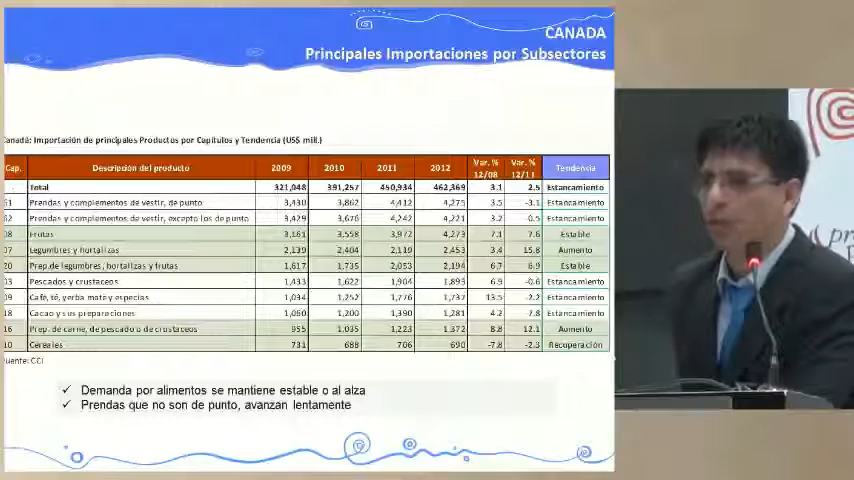 CANADA
Principales Importaciones por Subsectores
Canadá: Importación de principales Productos por Capítulos y Tendencia (US$ mill.)
Cap. Descripción del producto 2009 2010 2011 2012 Var. % 12/08 Var. % 12/11 Tendencia
Total 321,048 391,257 450,934 462,369 3.1 2.5 Estancamiento
61 Prendas y complementos de vestir, de punto 3,430 3,862 4,412 4,275 3.5 -3.1 Estancamiento
62 Prendas y complementos de vestir, excepto los de punto 3,429 3,676 4,242 4,221 3.2 -0.5 Estancamiento
08 Frutas 3,161 3,558 3,972 4,273 7.1 7.6 Estable
07 Legumbres y hortalizas 2,139 2,404 2,119 2,453 3.4 15.8 Aumento
20 Prep.de legumbres, hortalizas y frutas 1,617 1,735 2,053 2,194 6.7 6.9 Estable
03 Pescados y crustaceos 1,433 1,622 1,904 1,893 6.9 -0.6 Estancamiento
09 Café, té, yerba mate y especias 1,034 1,252 1,776 1,737 13.5 -2.2 Estancamiento
18 Cacao y sus preparaciones 1,060 1,200 1,390 1,281 4.2 -7.8 Estancamiento
16 Prep. de carne, de pescado o de crustaceos 955 1,035 1,223 1,372 8.8 12.1 Aumento
10 Cereales 731 688 706 690 -7.8 -2.3 Recuperación
Fuente: CCI
✓ Demanda por alimentos se mantiene estable o al alza
✓ Prendas que no son de punto, avanzan lentamente